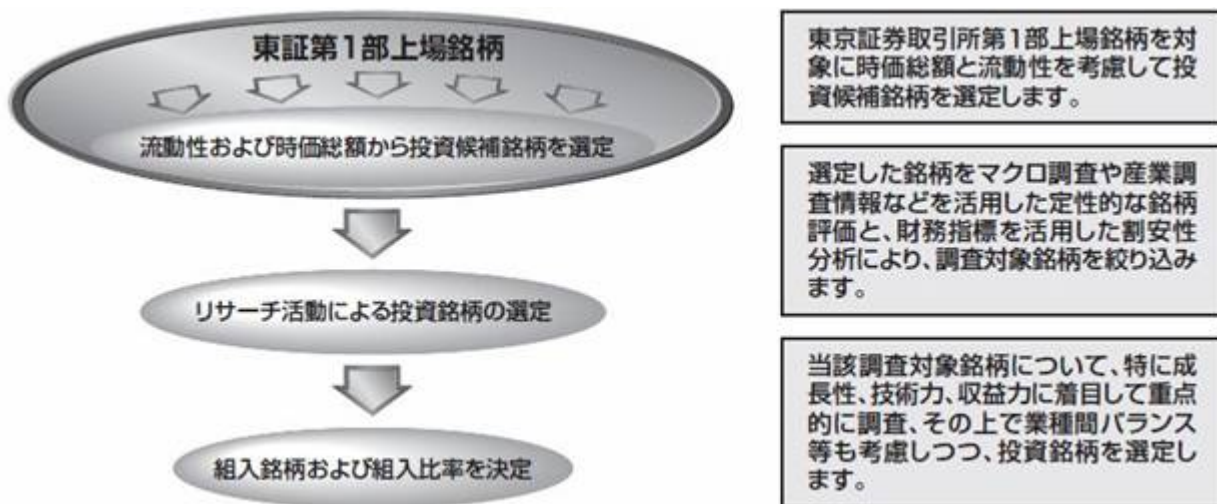 東証第1部上場銘柄
流動性および時価総額から投資候補銘柄を選定
リサーチ活動による投資銘柄の選定
組入銘柄および組入比率を決定
東京証券取引所第1部上場銘柄を対
象に時価総額と流動性を考慮して投
資候補銘柄を選定します。
選定した銘柄をマクロ調査や産業調
査情報などを活用した定性的な銘柄
評価と、財務指標を活用した割安性
分析により、調査対象銘柄を絞り込み
ます。
当該調査対象銘柄について、特に成
長性、技術力、収益力に着目して重点
的に調査、その上で業種間バランス
等も考慮しつつ、投資銘柄を選定し
ます。